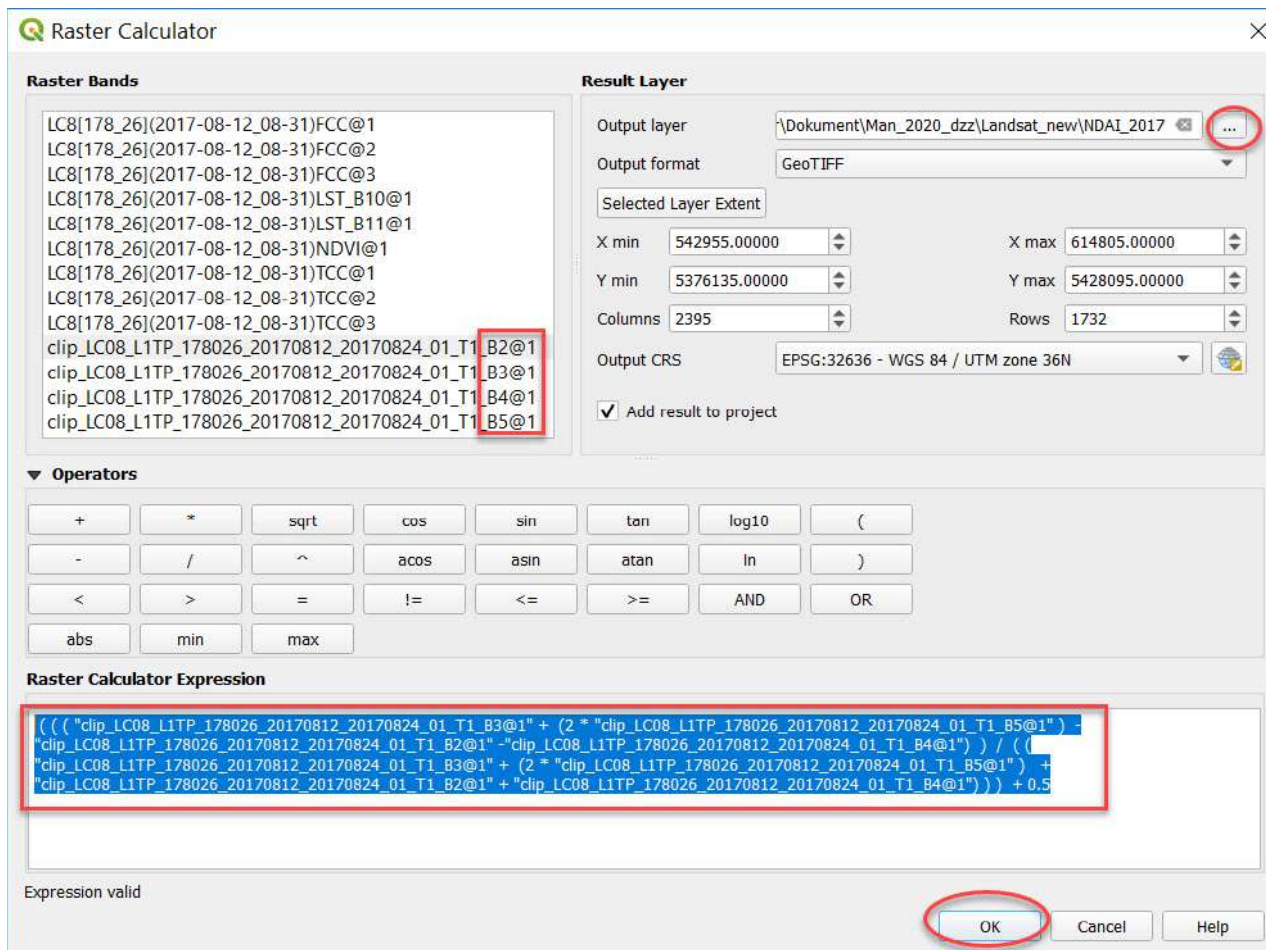 Raster Calculator
Raster Bands
LC8[178_26](2017-08-12_08-31)FCC@1
LC8[178_26](2017-08-12_08-31)FCC@2
LC8[178_26](2017-08-12_08-31)FCC@3
LC8[178_26](2017-08-12_08-31)LST_B10@1
LC8[178_26](2017-08-12_08-31)LST_B11@1
LC8[178_26](2017-08-12_08-31)NDVI@1
LC8[178_26](2017-08-12_08-31)TCC@1
LC8[178_26](2017-08-12_08-31)TCC@2
LC8[178_26](2017-08-12_08-31)TCC@3
clip_LC08_L1TP_178026_20170812_20170824_01_T1_B2@1
clip_LC08_L1TP_178026_20170812_20170824_01_T1_B3@1
clip_LC08_L1TP_178026_20170812_20170824_01_T1_B4@1
clip_LC08_L1TP_178026_20170812_20170824_01_T1_B5@1
Result Layer
Output layer \Dokument\Man_2020_dzz\Landsat_new\NDAI_2017 ...
Output format GeoTIFF
Selected Layer Extent
X min 542955.00000 X max 614805.00000
Y min 5376135.00000 Y max 5428095.00000
Columns 2395 Rows 1732
Output CRS EPSG:32636 - WGS 84 / UTM zone 36N
Add result to project
Operators
+ * sqrt cos sin tan log10 (
- / ^ acos asin atan ln )
< > = != <= >= AND OR
abs min max
Raster Calculator Expression
( ( ( "clip_LC08_L1TP_178026_20170812_20170824_01_T1_B3@1" + (2 * "clip_LC08_L1TP_178026_20170812_20170824_01_T1_B5@1" ) -
"clip_LC08_L1TP_178026_20170812_20170824_01_T1_B2@1" -"clip_LC08_L1TP_178026_20170812_20170824_01_T1_B4@1") ) / ( (
"clip_LC08_L1TP_178026_20170812_20170824_01_T1_B3@1" + (2 * "clip_LC08_L1TP_178026_20170812_20170824_01_T1_B5@1" ) +
"clip_LC08_L1TP_178026_20170812_20170824_01_T1_B2@1" + "clip_LC08_L1TP_178026_20170812_20170824_01_T1_B4@1") ) ) + 0.5
Expression valid
OK Cancel Help